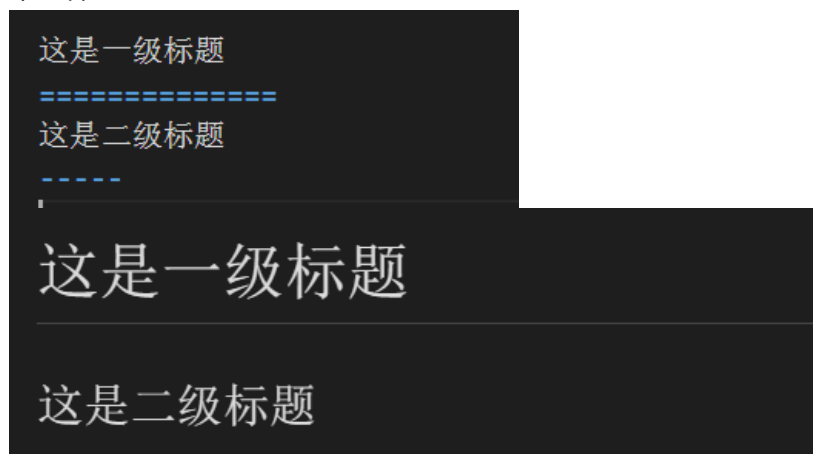 这是一级标题
==============
这是二级标题
-----
这是一级标题
这是二级标题